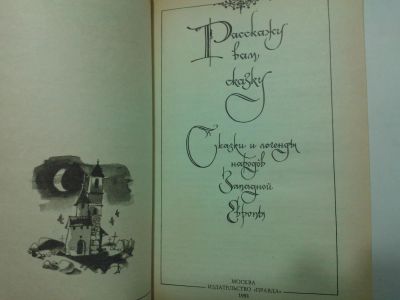 Расскажу
вам
сказку
Сказки и легенды
народов
Западной
Европы
МОСКВА
ИЗДАТЕЛЬСТВО «ПРАВДА»